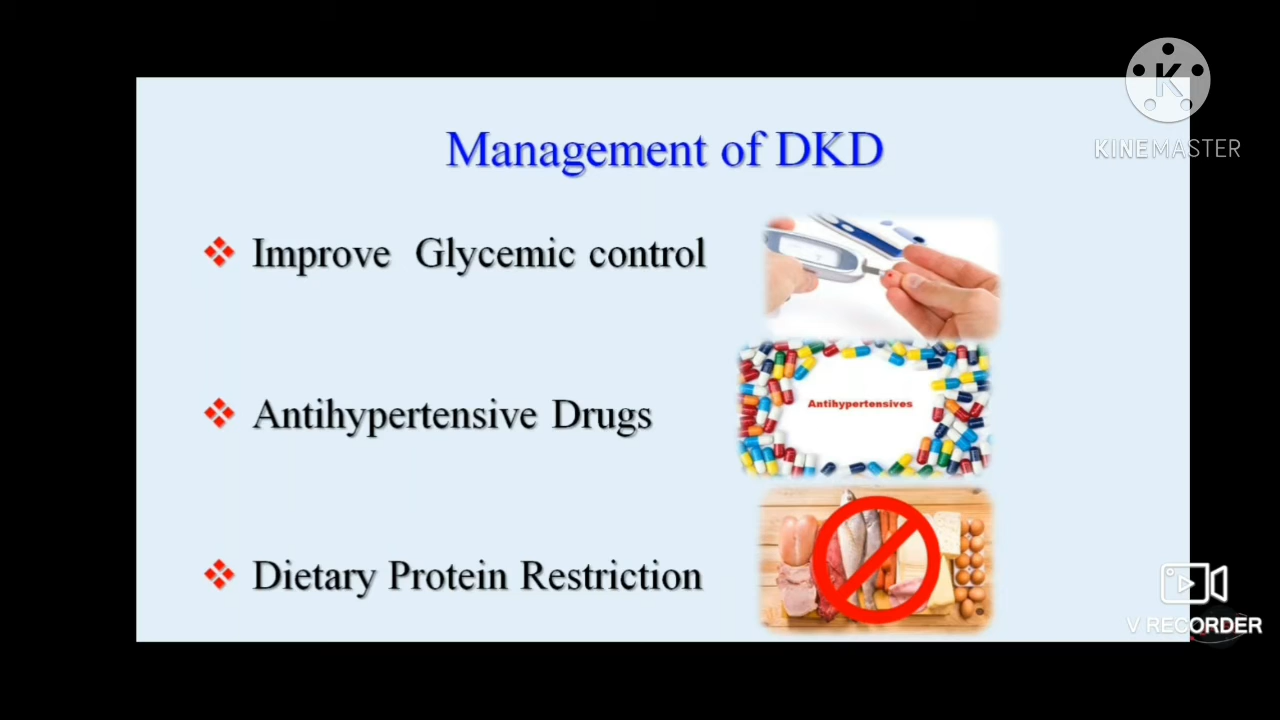 Management of DKD
Improve Glycemic control
Antihypertensive Drugs
Dietary Protein Restriction
Antihypertensives
K
KINEMASTER
V RECORDER